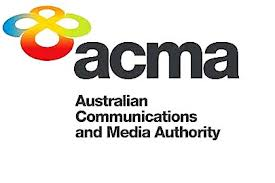 acma
Australian
Communications
and Media Authority